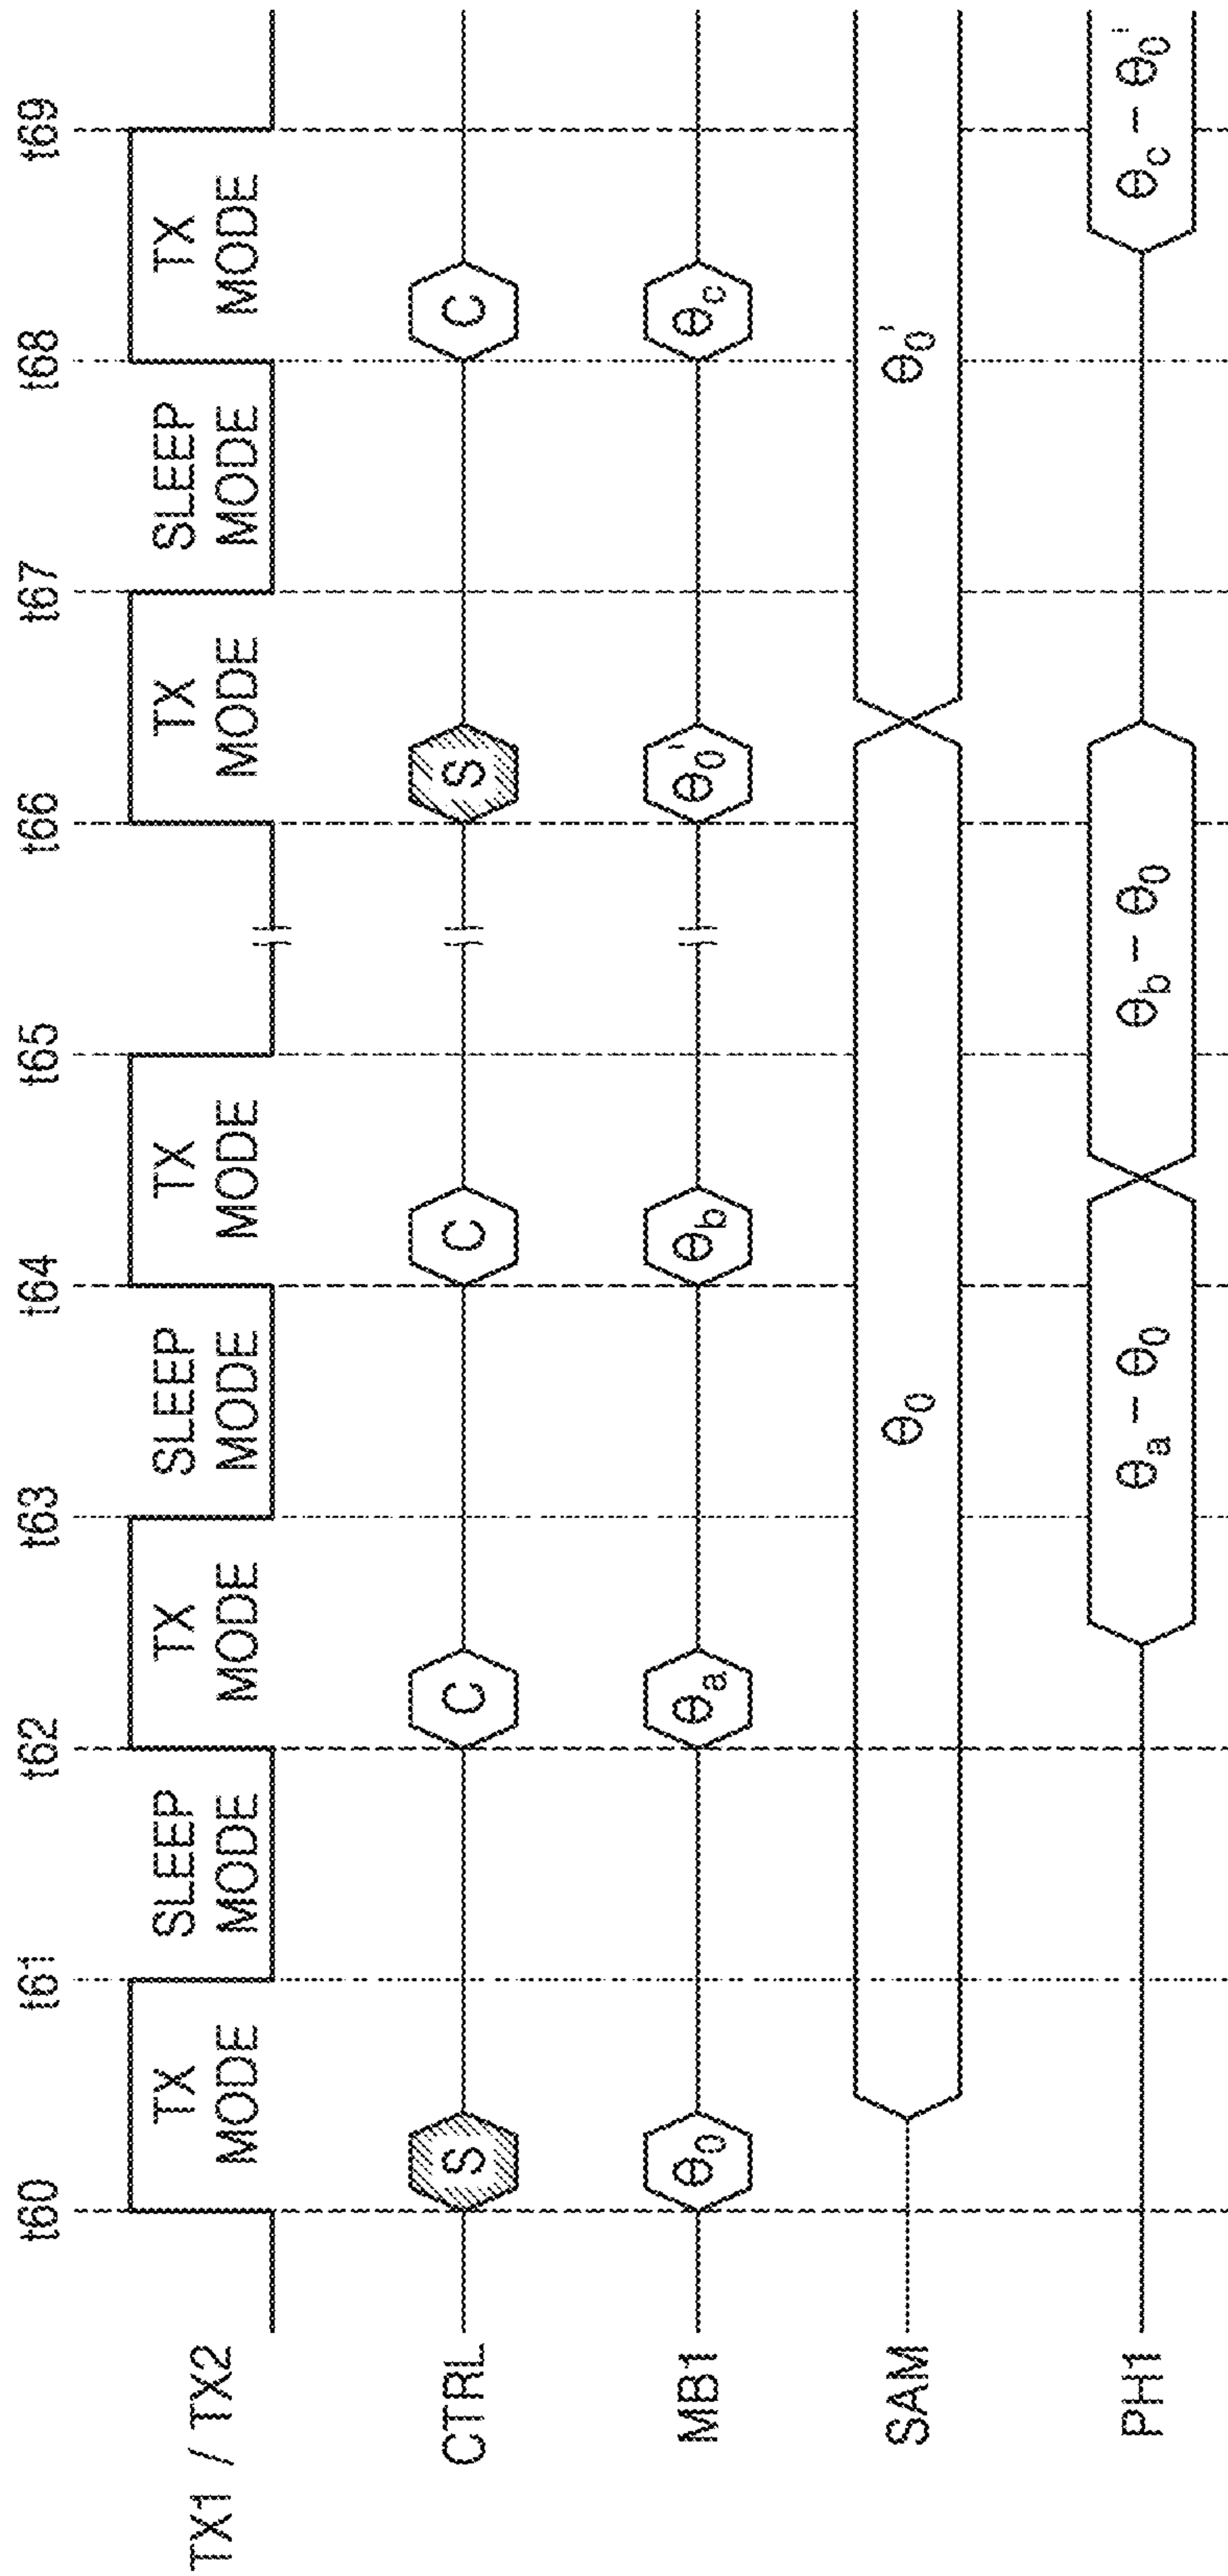 t60 t61 t62 t63 t64 t65 t66 t67 t68 t69
TX1 / TX2
TX
MODE
SLEEP
MODE
TX
MODE
SLEEP
MODE
TX
MODE
TX
MODE
SLEEP
MODE
TX
MODE
CTRL S C C S C
MB1 θ₀ θₐ θb θ₀' θc
SAM θ₀ θ₀'
PH1 θₐ − θ₀ θb − θ₀ θc − θ₀'